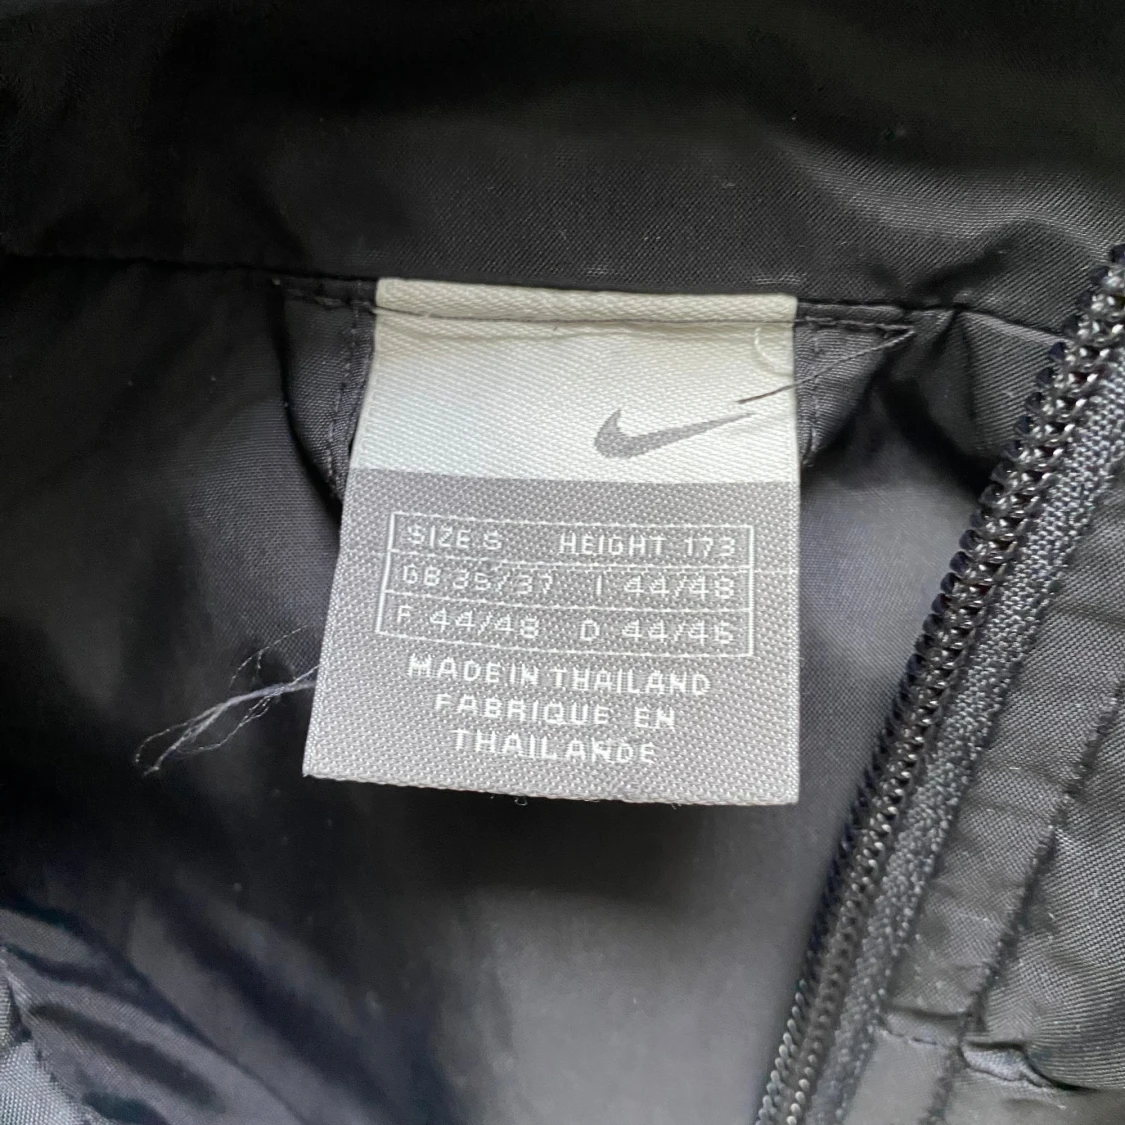 SIZE S HEIGHT 173
GB 35/37 I 44/48
F 44/48 D 44/46
MADE IN THAILAND
FABRIQUE EN
THAILANDE